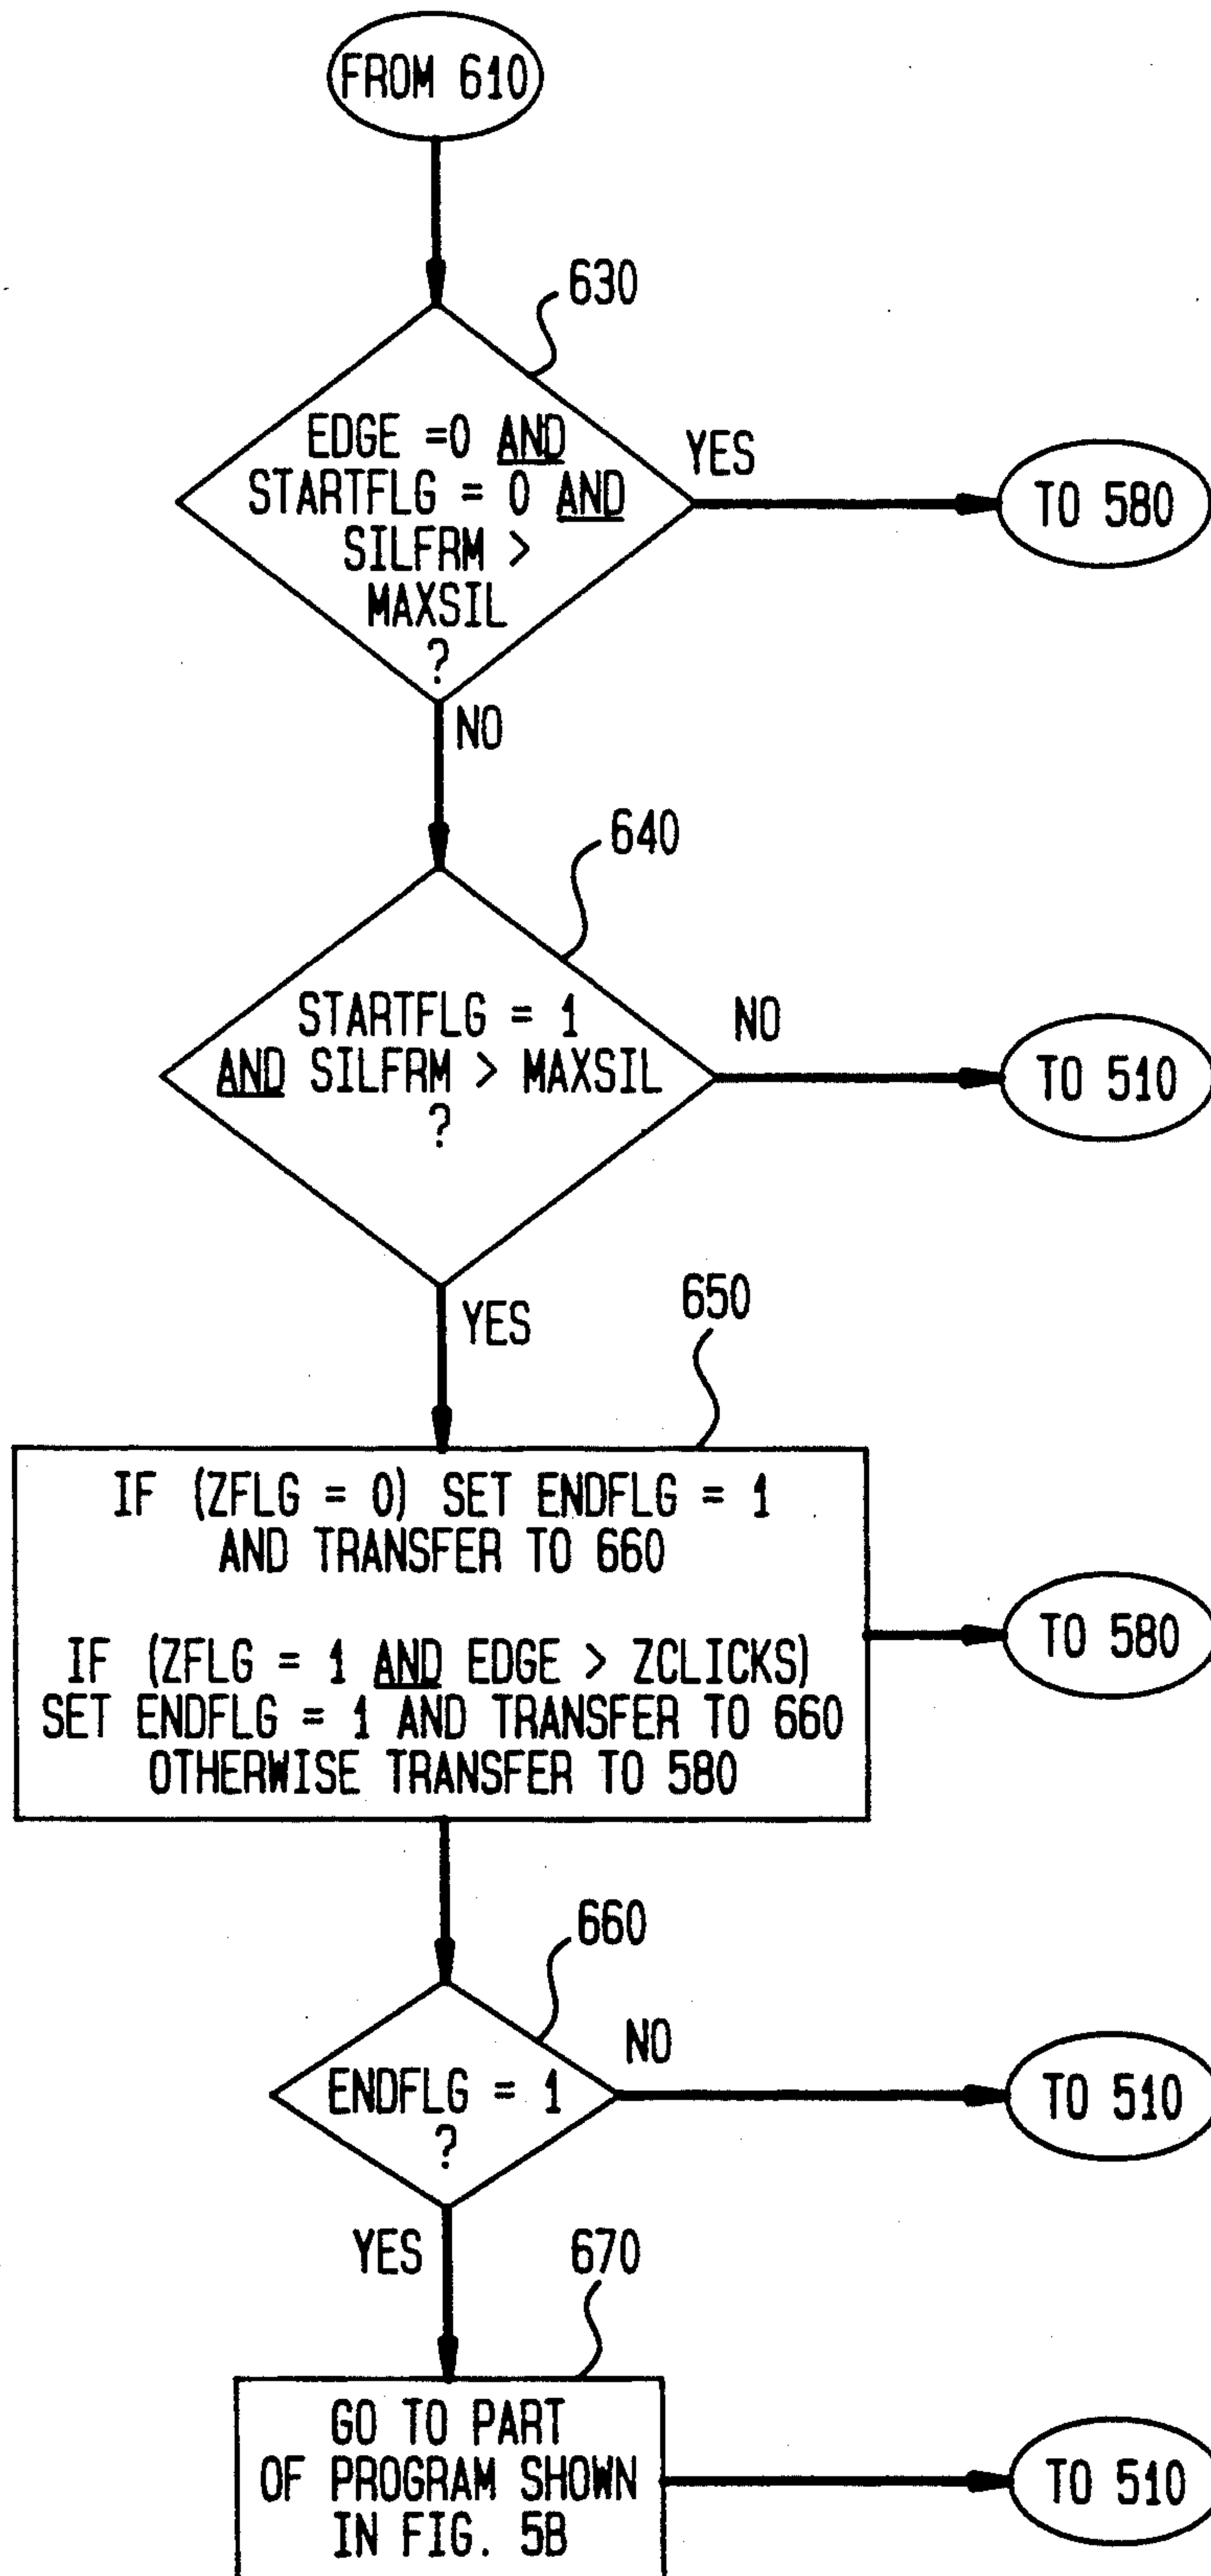 FROM 610
630
EDGE =0 AND
STARTFLG = 0 AND
SILFRM >
MAXSIL
?
YES
TO 580
NO
640
STARTFLG = 1
AND SILFRM > MAXSIL
?
NO
TO 510
YES
650
IF (ZFLG = 0) SET ENDFLG = 1
AND TRANSFER TO 660
IF (ZFLG = 1 AND EDGE > ZCLICKS)
SET ENDFLG = 1 AND TRANSFER TO 660
OTHERWISE TRANSFER TO 580
TO 580
660
ENDFLG = 1
?
NO
TO 510
YES
670
GO TO PART
OF PROGRAM SHOWN
IN FIG. 5B
TO 510